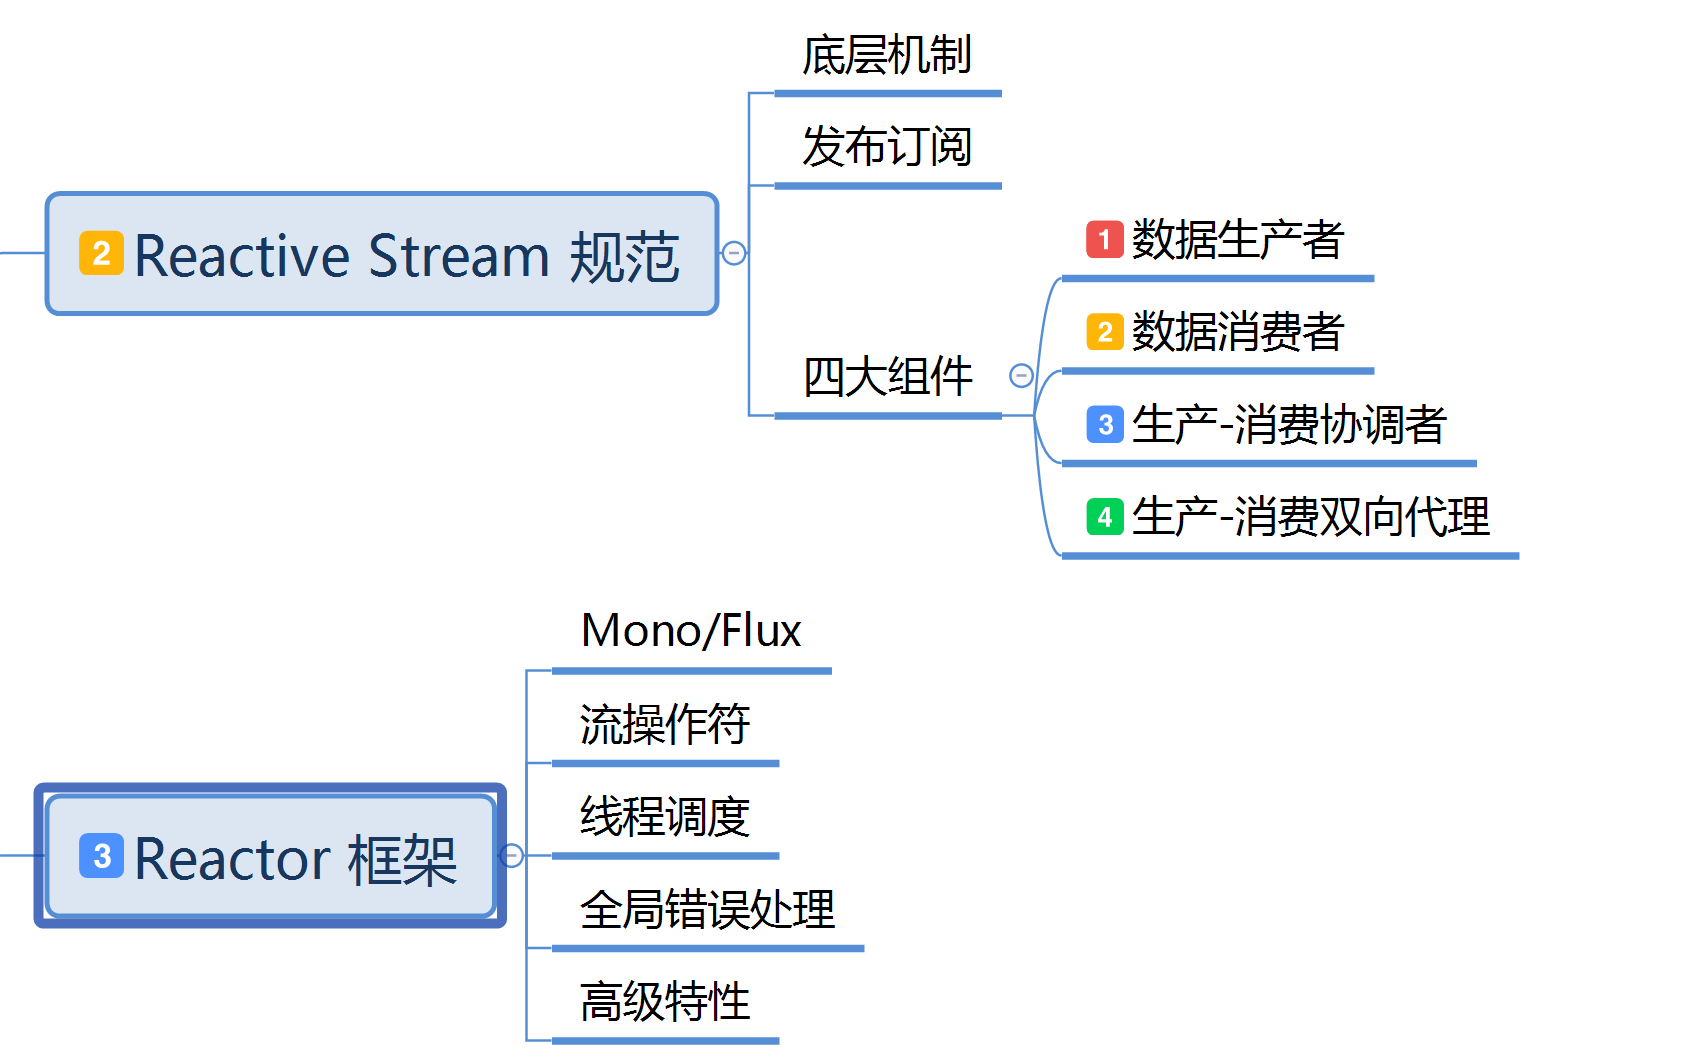 底层机制
发布订阅
2 Reactive Stream 规范
四大组件
1 数据生产者
2 数据消费者
3 生产-消费协调者
4 生产-消费双向代理
3 Reactor 框架
Mono/Flux
流操作符
线程调度
全局错误处理
高级特性